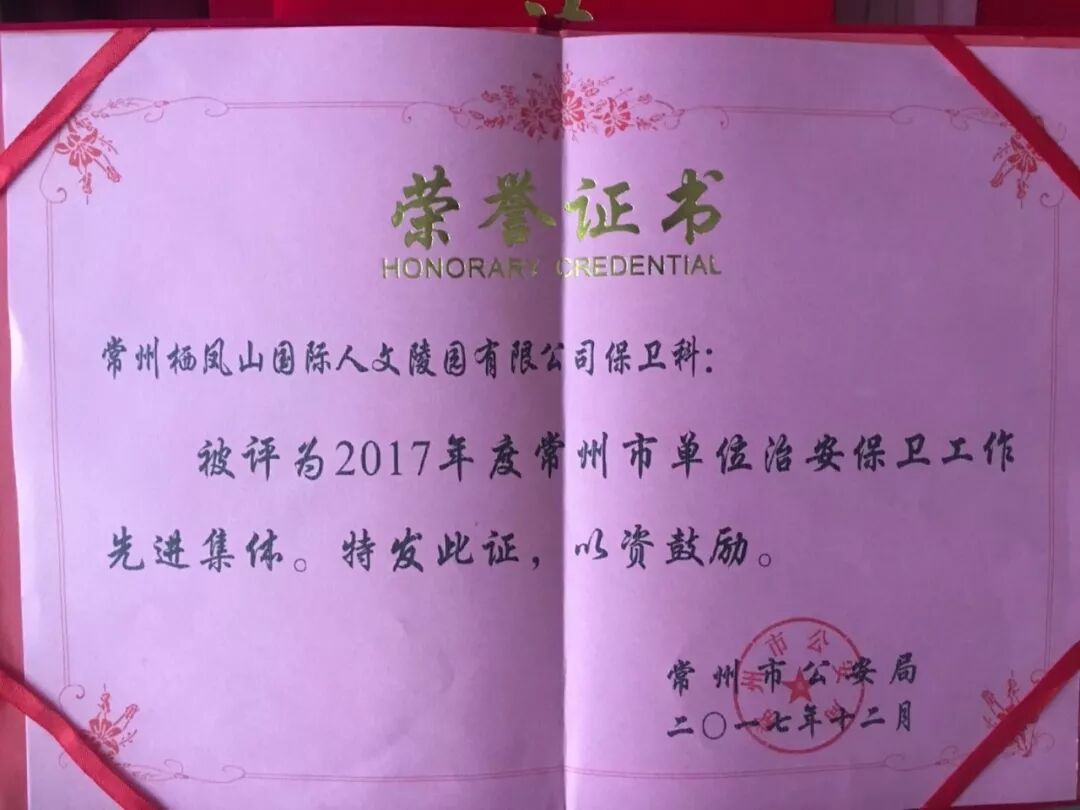 荣誉证书
HONORARY CREDENTIAL
常州栖凤山国际人文陵园有限公司保卫科：
被评为2017年度常州市单位治安保卫工作
先进集体。特发此证，以资鼓励。
常州市公安局
二〇一七年十二月